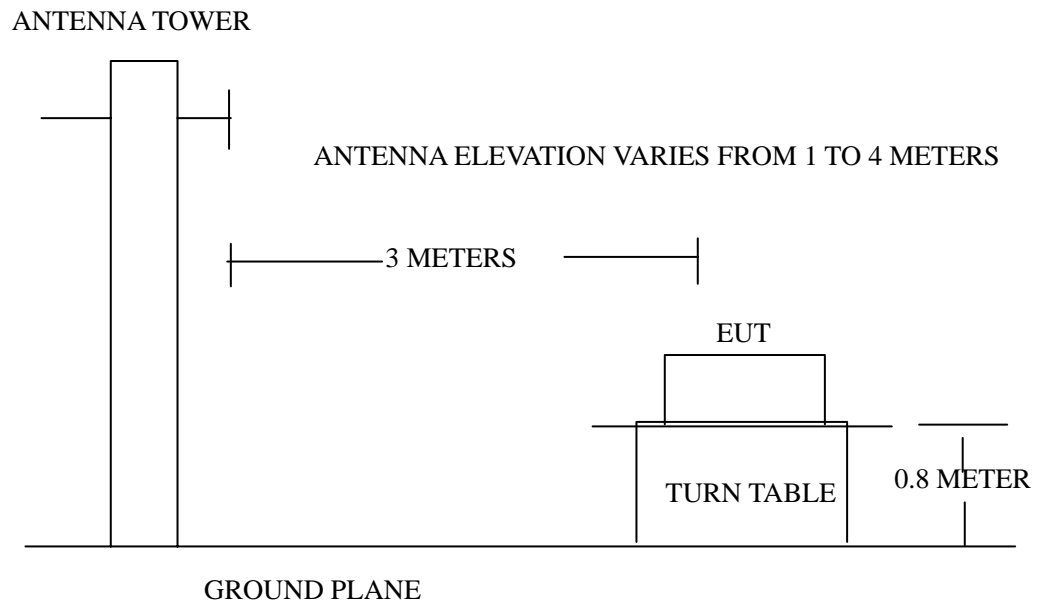 ANTENNA TOWER
ANTENNA ELEVATION VARIES FROM 1 TO 4 METERS
3 METERS
EUT
0.8 METER
TURN TABLE
GROUND PLANE